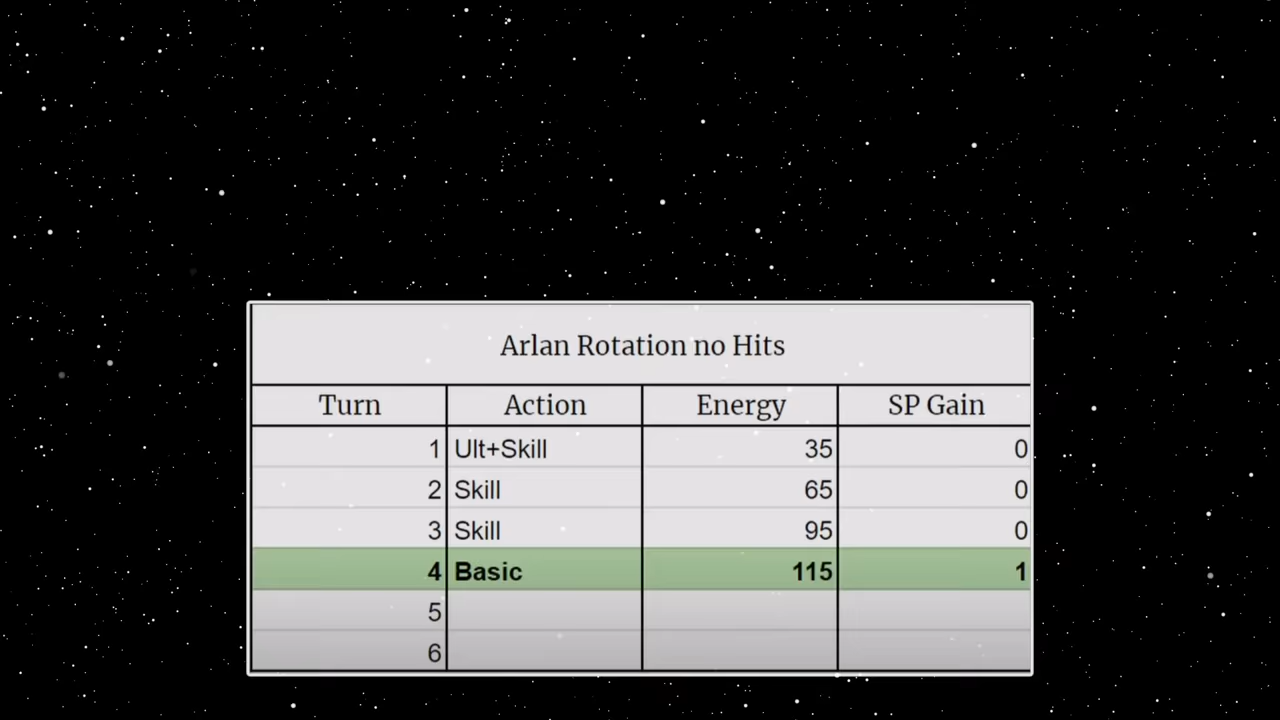 Arlan Rotation no Hits
Turn Action Energy SP Gain
1 Ult+Skill 35 0
2 Skill 65 0
3 Skill 95 0
4 Basic 115 1
5
6